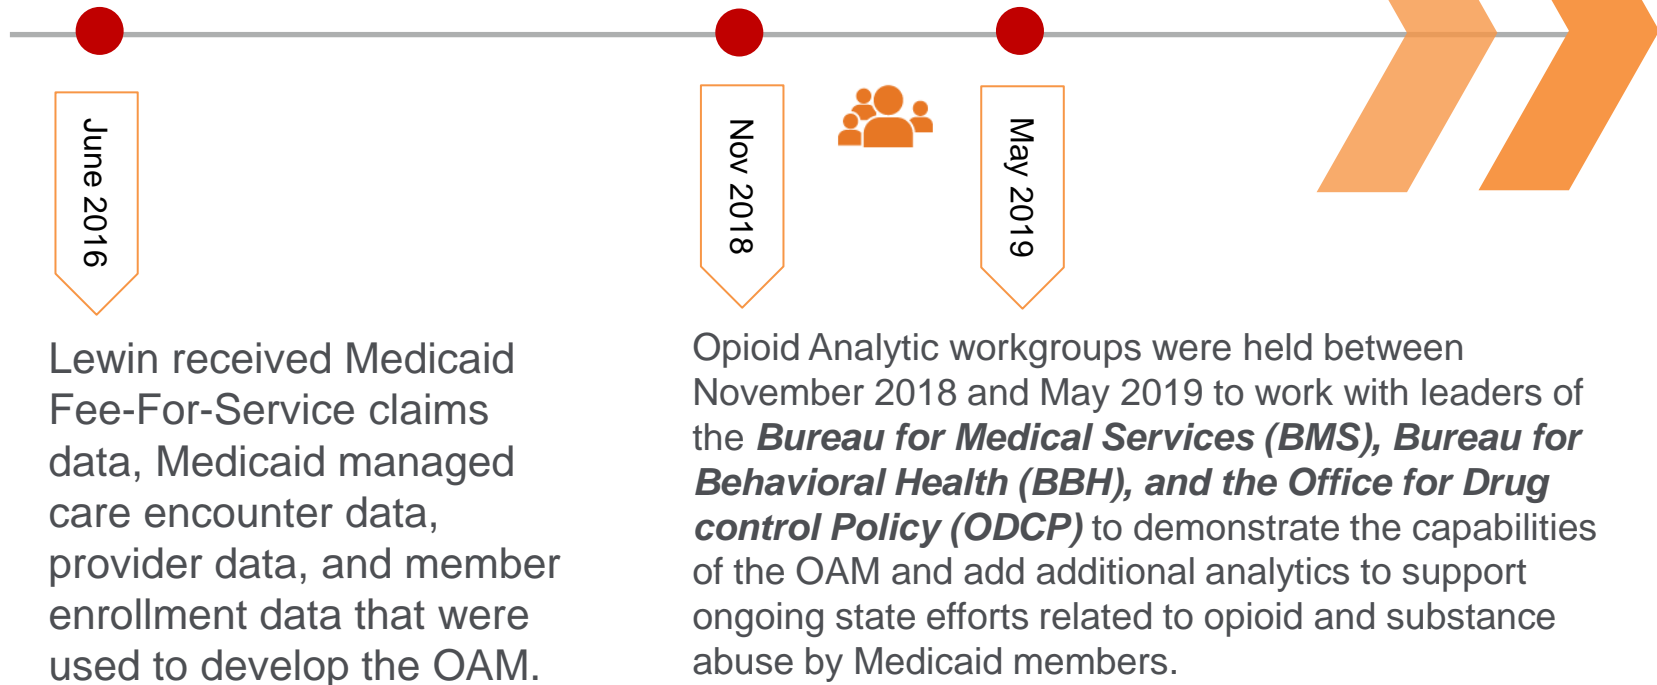 June 2016
Nov 2018
May 2019
Lewin received Medicaid
Fee-For-Service claims
data, Medicaid managed
care encounter data,
provider data, and member
enrollment data that were
used to develop the OAM.
Opioid Analytic workgroups were held between
November 2018 and May 2019 to work with leaders of
the Bureau for Medical Services (BMS), Bureau for
Behavioral Health (BBH), and the Office for Drug
control Policy (ODCP) to demonstrate the capabilities
of the OAM and add additional analytics to support
ongoing state efforts related to opioid and substance
abuse by Medicaid members.